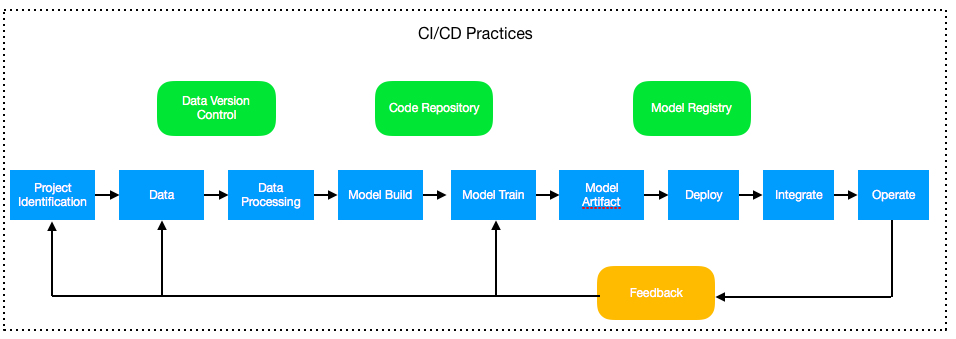 CI/CD Practices
Data Version
Control
Code Repository
Model Registry
Project
Identification
Data
Data
Processing
Model Build
Model Train
Model
Artifact
Deploy
Integrate
Operate
Feedback